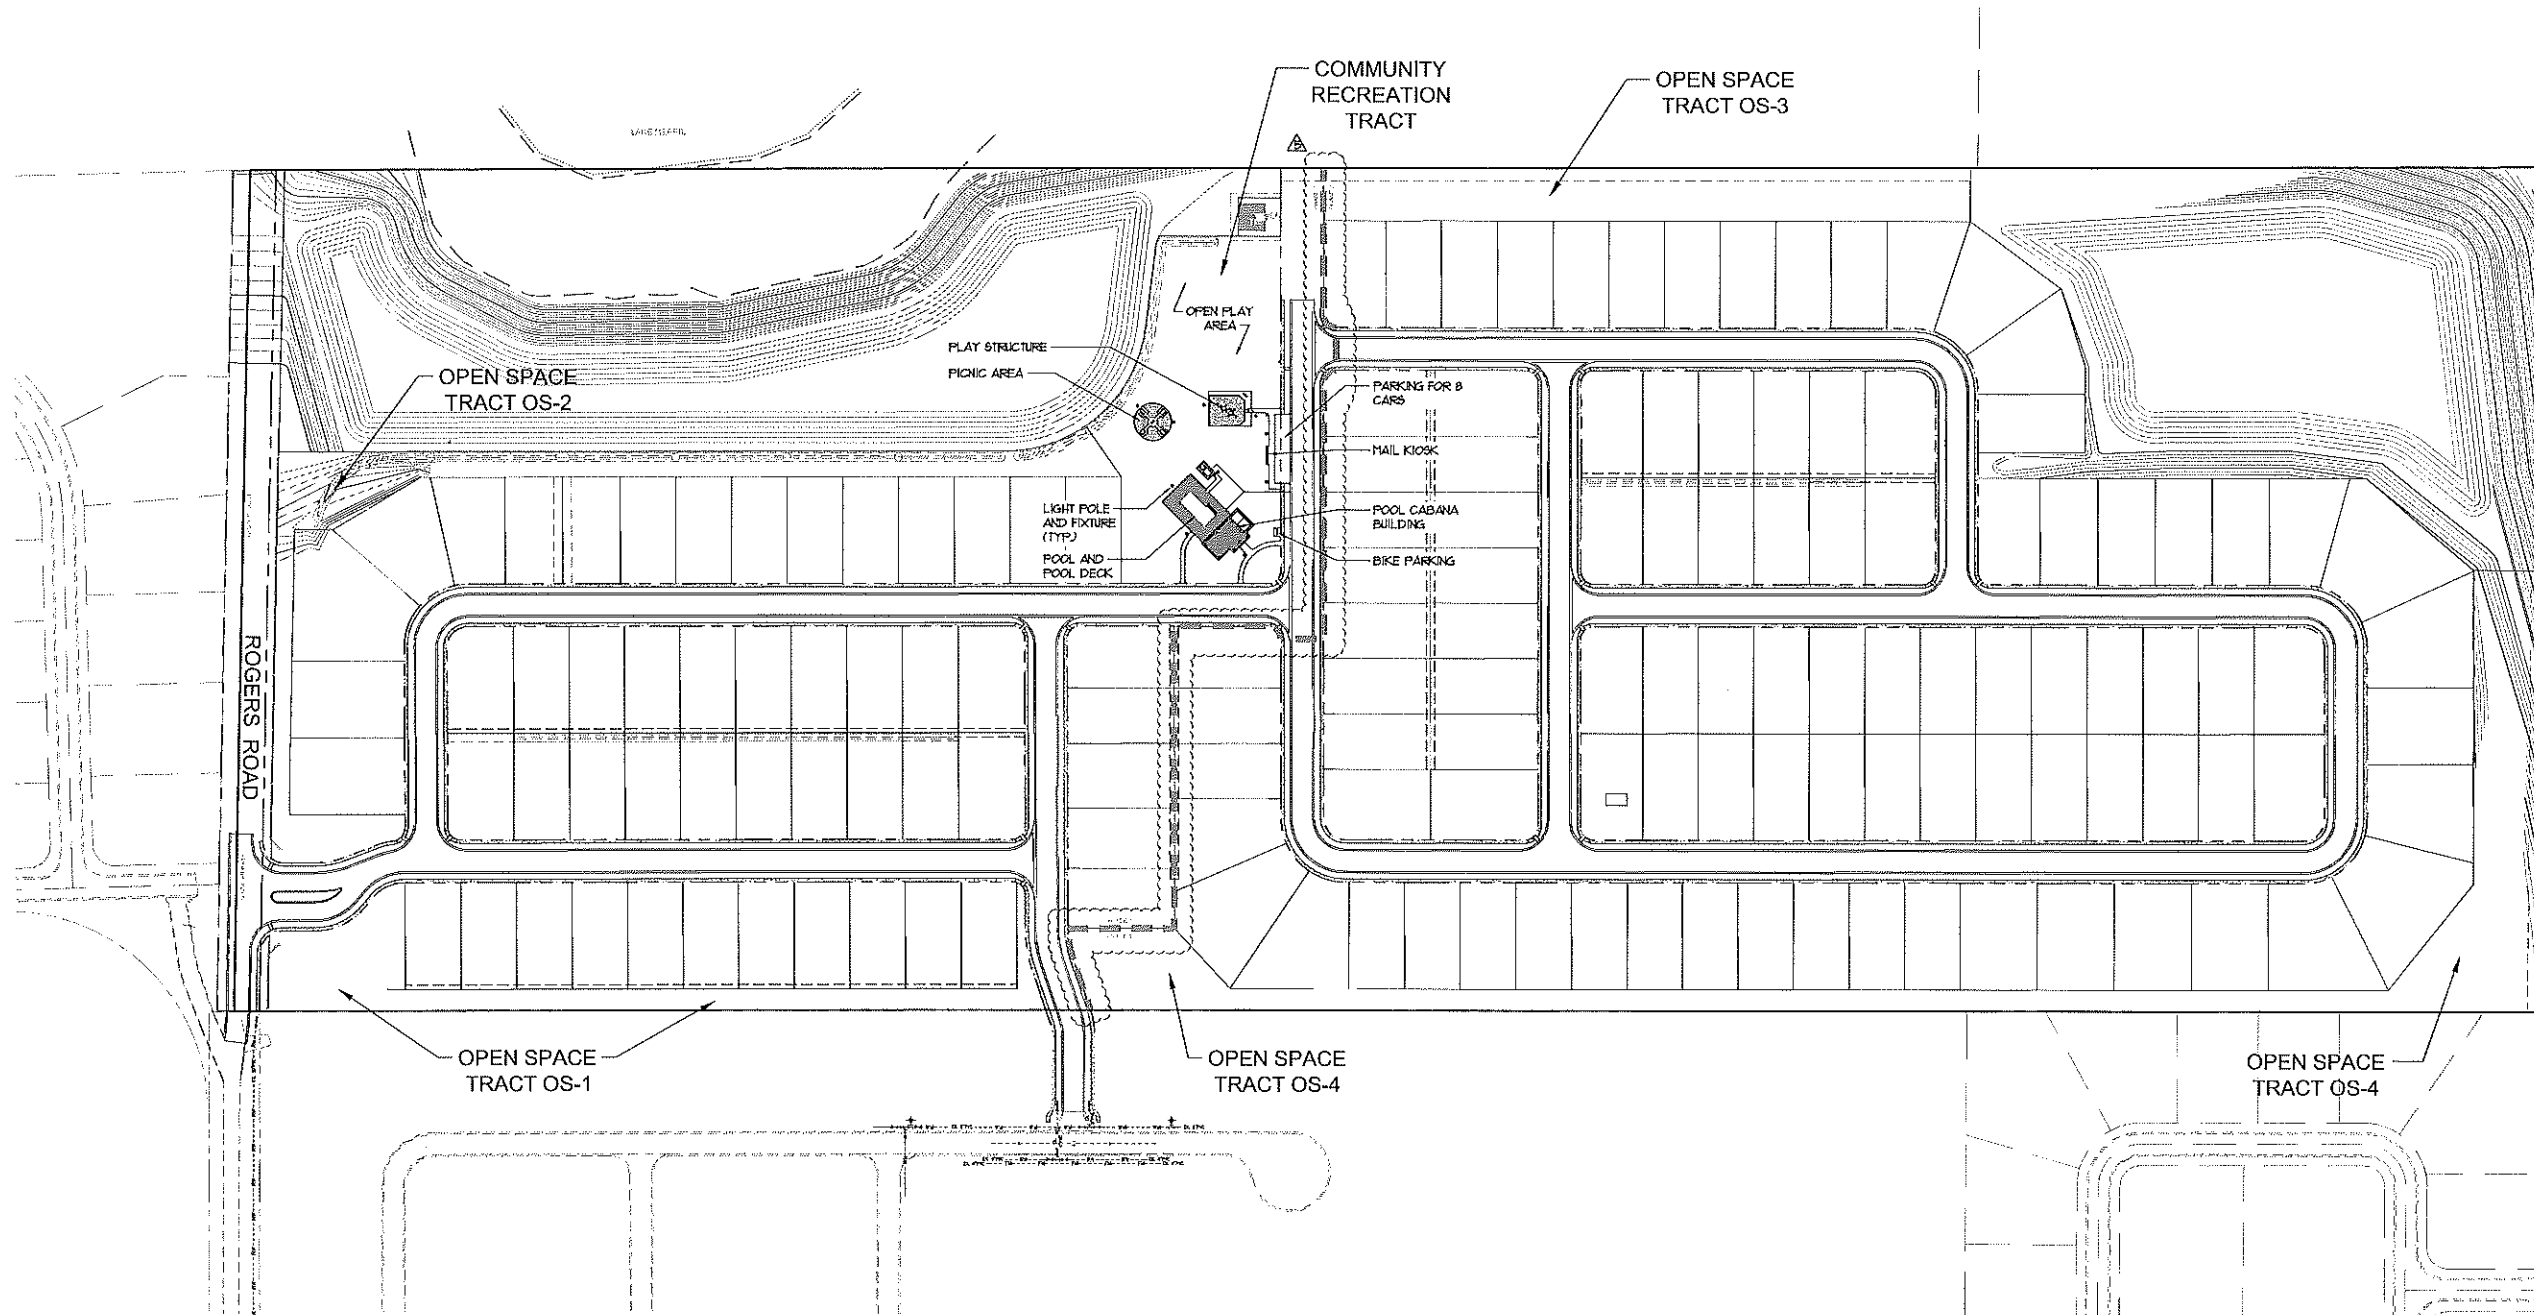 COMMUNITY
RECREATION
TRACT
OPEN SPACE
TRACT OS-3
OPEN PLAY
AREA
PLAY STRUCTURE
PICNIC AREA
OPEN SPACE
TRACT OS-2
PARKING FOR 8
CARS
MAIL KIOSK
LIGHT POLE
AND FIXTURE
(TYP.)
POOL CABANA
BUILDING
POOL AND
POOL DECK
BIKE PARKING
ROGERS ROAD
OPEN SPACE
TRACT OS-1
OPEN SPACE
TRACT OS-4
OPEN SPACE
TRACT OS-4